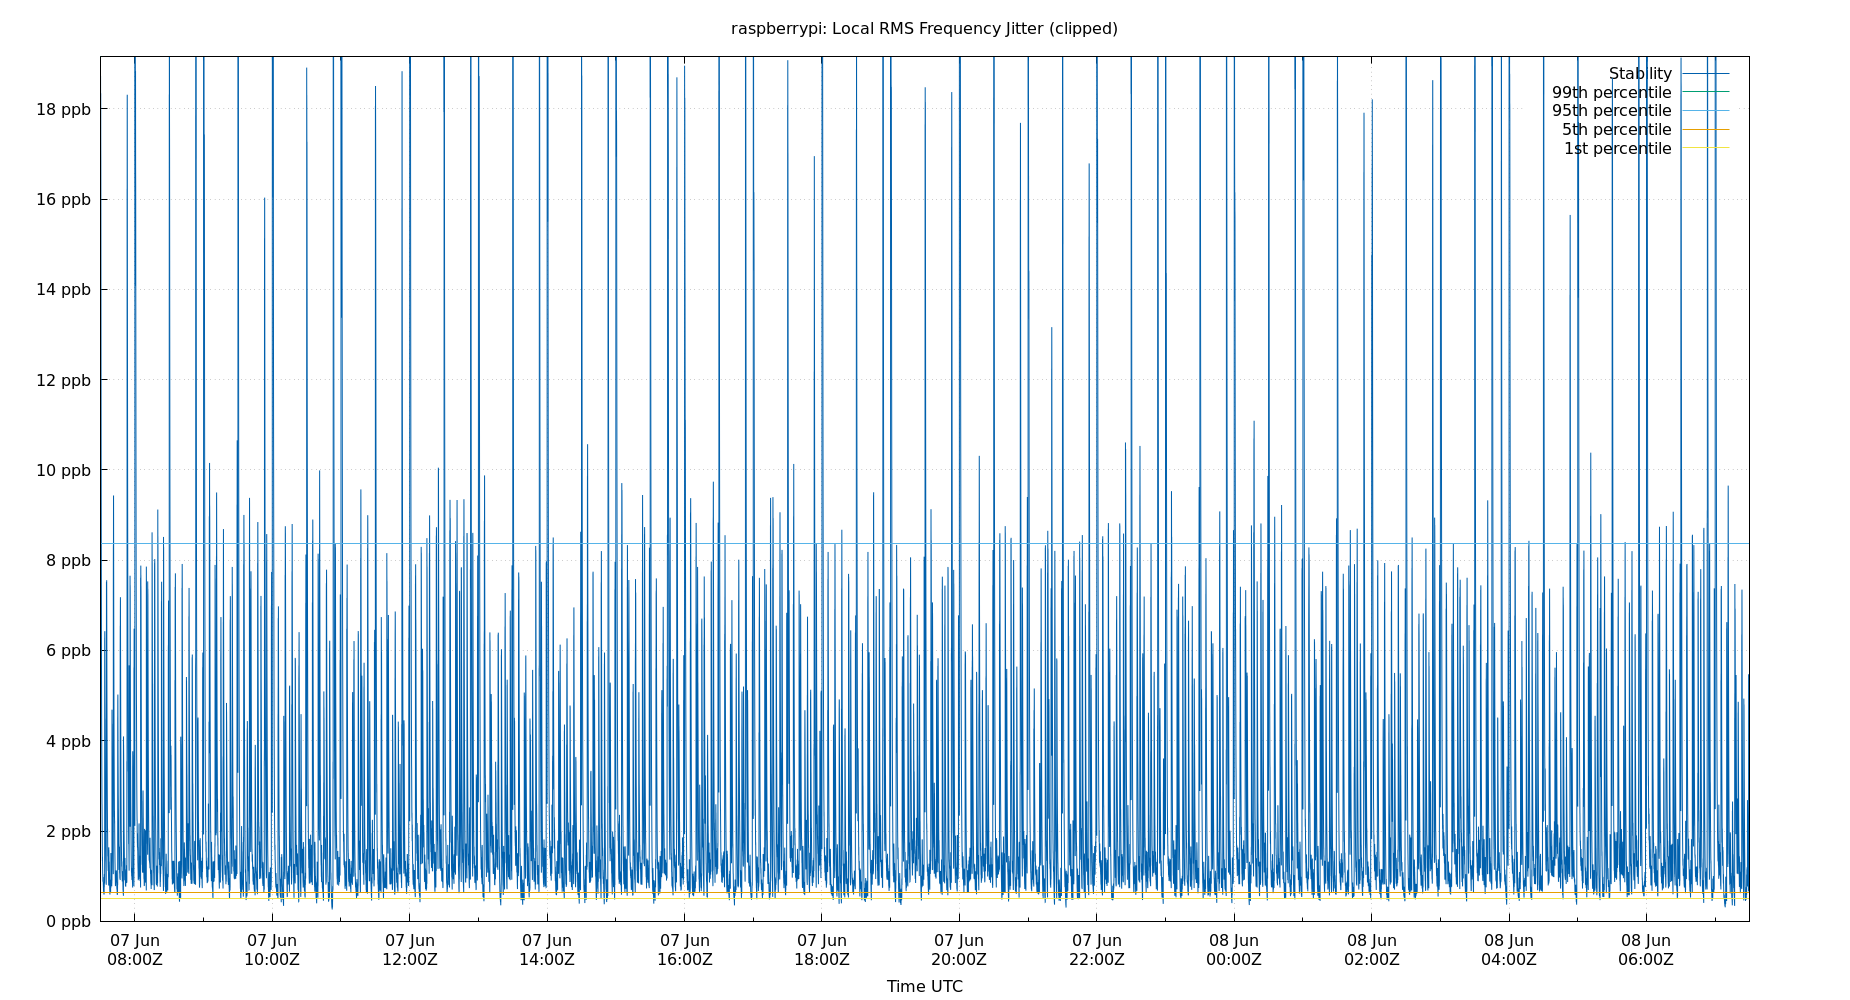 raspberrypi: Local RMS Frequency Jitter (clipped)
Stability
99th percentile
95th percentile
5th percentile
1st percentile
18 ppb
16 ppb
14 ppb
12 ppb
10 ppb
8 ppb
6 ppb
4 ppb
2 ppb
0 ppb
07 Jun 07 Jun 07 Jun 07 Jun 07 Jun 07 Jun 07 Jun 07 Jun 08 Jun 08 Jun 08 Jun 08 Jun
08:00Z 10:00Z 12:00Z 14:00Z 16:00Z 18:00Z 20:00Z 22:00Z 00:00Z 02:00Z 04:00Z 06:00Z
Time UTC